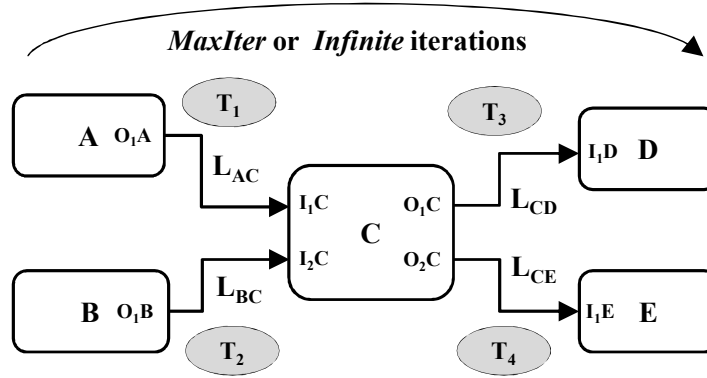 MaxIter or Infinite iterations
T1
T3
A O1A
I1D D
LAC
LCD
I1C O1C
C
I2C O2C
LBC
LCE
B O1B
I1E E
T2
T4